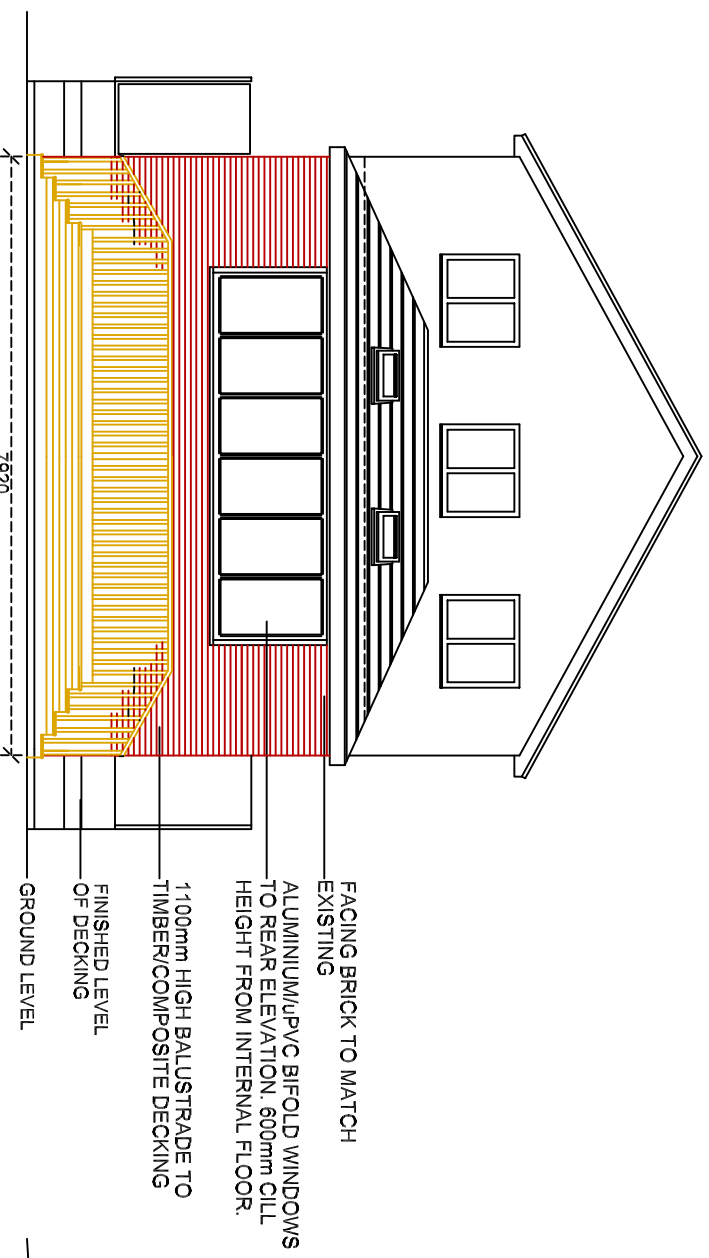 FACING BRICK TO MATCH
EXISTING
ALUMINIUM/uPVC BIFOLD WINDOWS
TO REAR ELEVATION. 600mm CILL
HEIGHT FROM INTERNAL FLOOR.
1100mm HIGH BALUSTRADE TO
TIMBER/COMPOSITE DECKING
FINISHED LEVEL
OF DECKING
GROUND LEVEL
7820